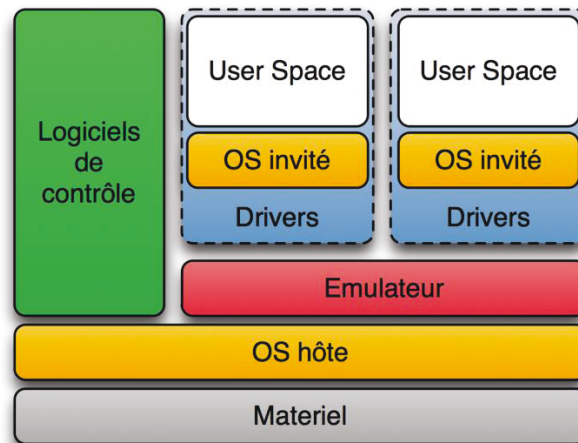 User Space
User Space
Logiciels
de
contrôle
OS invité
OS invité
Drivers
Drivers
Emulateur
OS hôte
Materiel